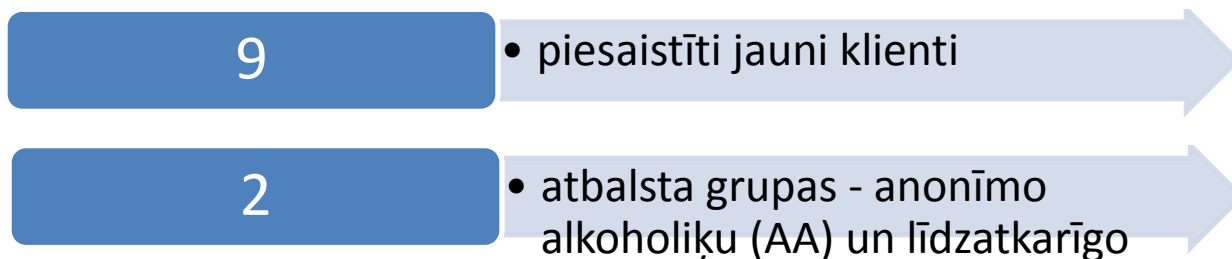 9
• piesaistīti jauni klienti
2
• atbalsta grupas - anonīmo
alkoholiķu (AA) un līdzatkarīgo